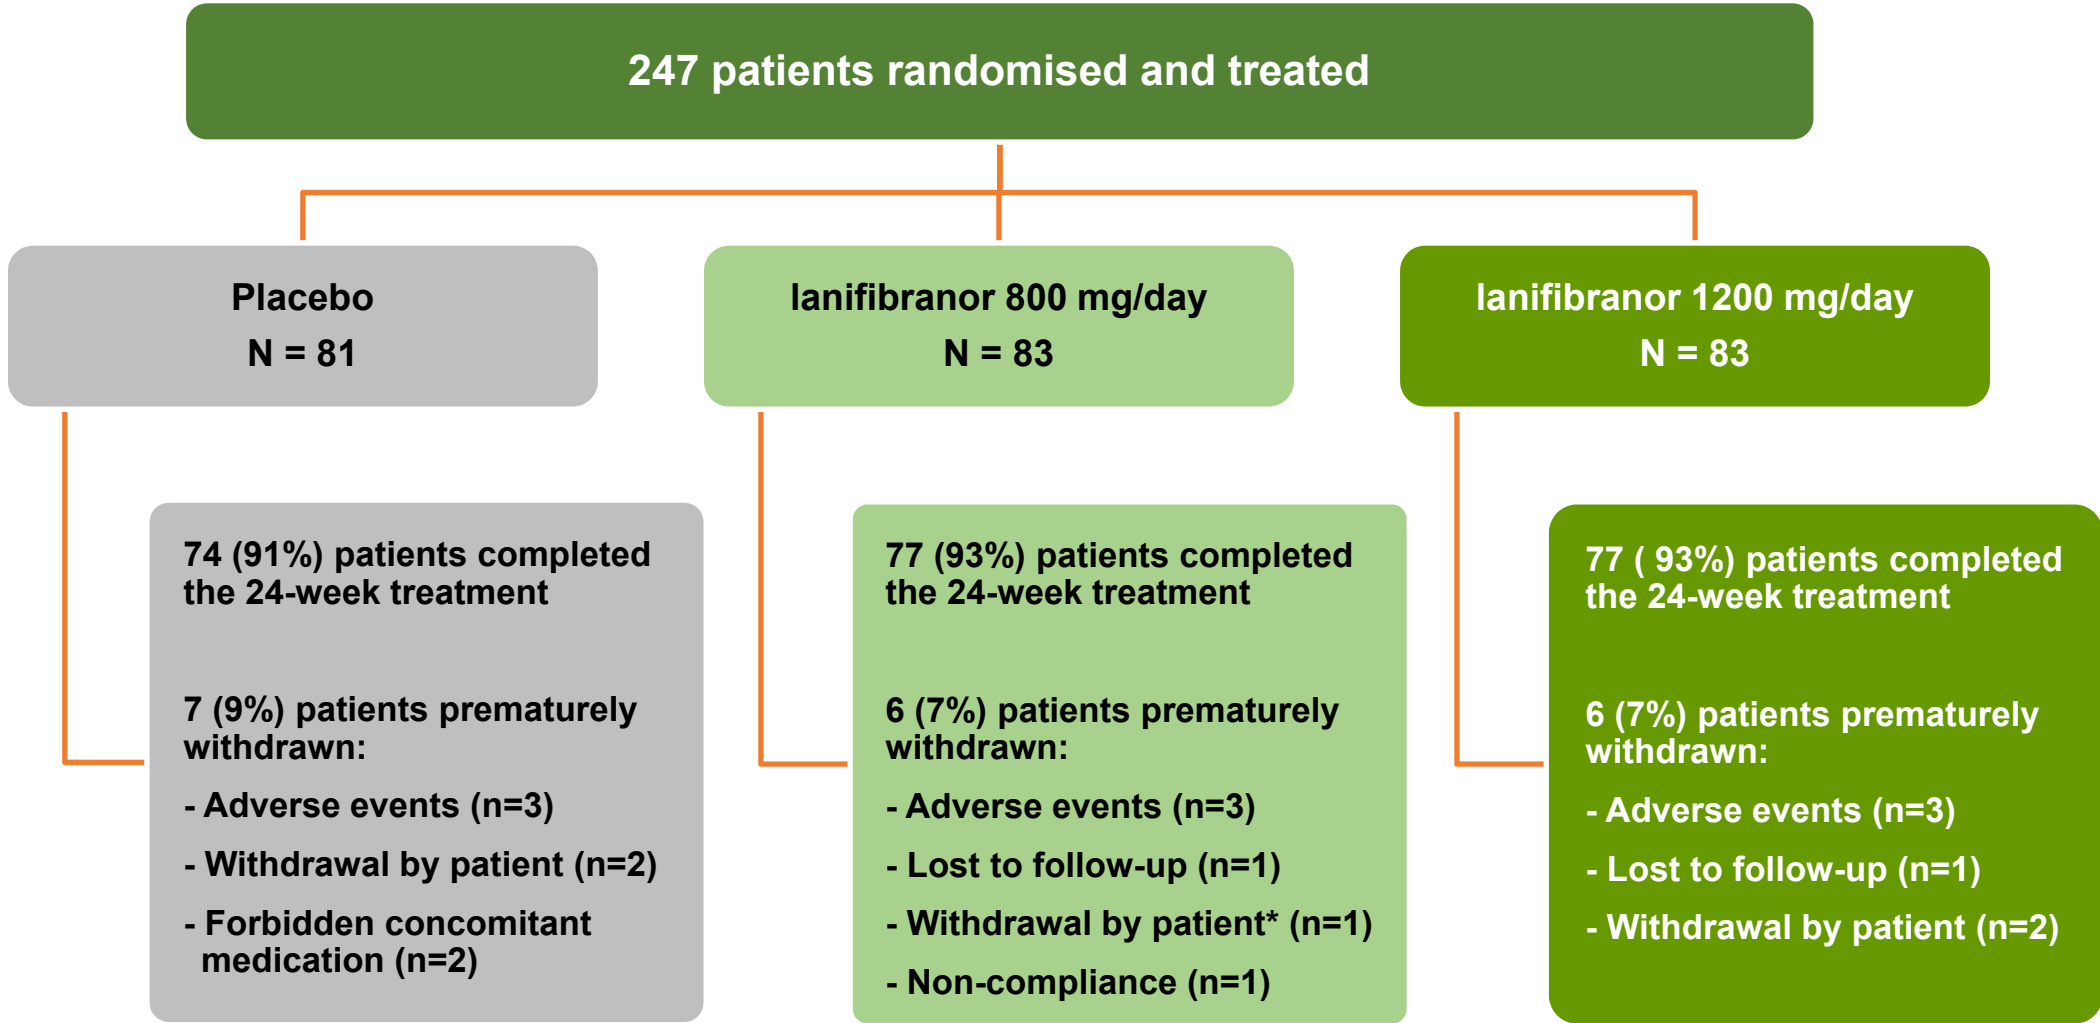 247 patients randomised and treated
Placebo
N = 81
lanifibranor 800 mg/day
N = 83
lanifibranor 1200 mg/day
N = 83
74 (91%) patients completed
the 24-week treatment
7 (9%) patients prematurely
withdrawn:
- Adverse events (n=3)
- Withdrawal by patient (n=2)
- Forbidden concomitant
medication (n=2)
77 (93%) patients completed
the 24-week treatment
6 (7%) patients prematurely
withdrawn:
- Adverse events (n=3)
- Lost to follow-up (n=1)
- Withdrawal by patient* (n=1)
- Non-compliance (n=1)
77 ( 93%) patients completed
the 24-week treatment
6 (7%) patients prematurely
withdrawn:
- Adverse events (n=3)
- Lost to follow-up (n=1)
- Withdrawal by patient (n=2)